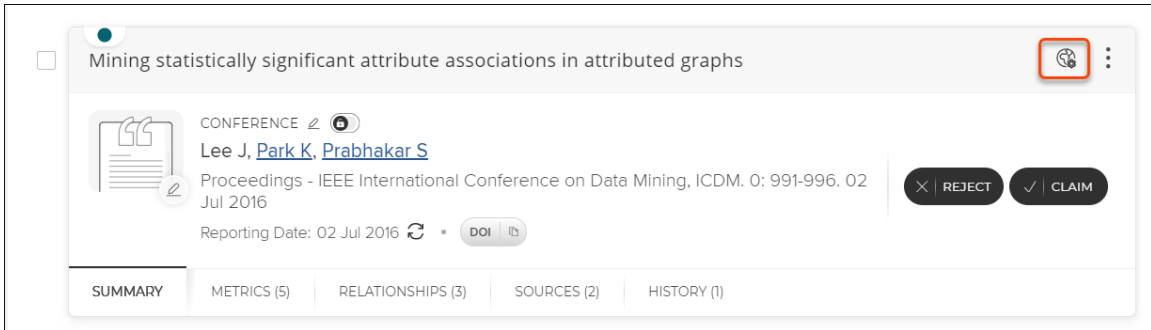 Mining statistically significant attribute associations in attributed graphs
CONFERENCE
Lee J, Park K, Prabhakar S
Proceedings - IEEE International Conference on Data Mining, ICDM. 0: 991-996. 02
Jul 2016
REJECT CLAIM
Reporting Date: 02 Jul 2016 DOI
SUMMARY METRICS (5) RELATIONSHIPS (3) SOURCES (2) HISTORY (1)